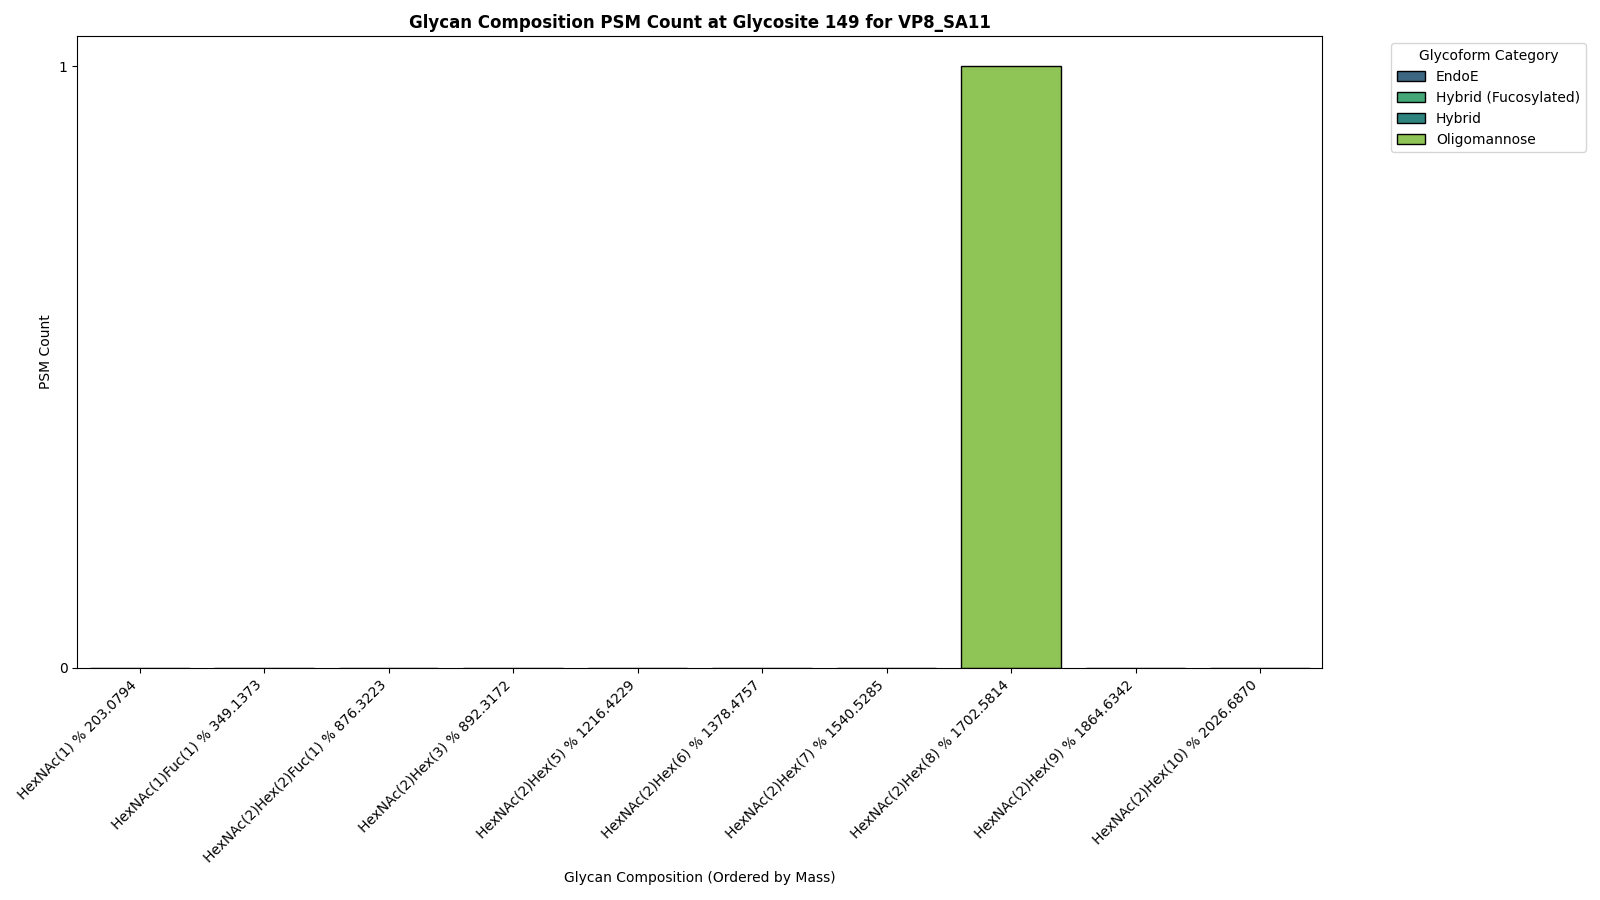 Glycan Composition PSM Count at Glycosite 149 for VP8_SA11
Glycoform Category
EndoE
Hybrid (Fucosylated)
Hybrid
Oligomannose
PSM Count
1
0
HexNAc(1) % 203.0794
HexNAc(1)Fuc(1) % 349.1373
HexNAc(2)Hex(2)Fuc(1) % 876.3223
HexNAc(2)Hex(3) % 892.3172
HexNAc(2)Hex(5) % 1216.4229
HexNAc(2)Hex(6) % 1378.4757
HexNAc(2)Hex(7) % 1540.5285
HexNAc(2)Hex(8) % 1702.5814
HexNAc(2)Hex(9) % 1864.6342
HexNAc(2)Hex(10) % 2026.6870
Glycan Composition (Ordered by Mass)